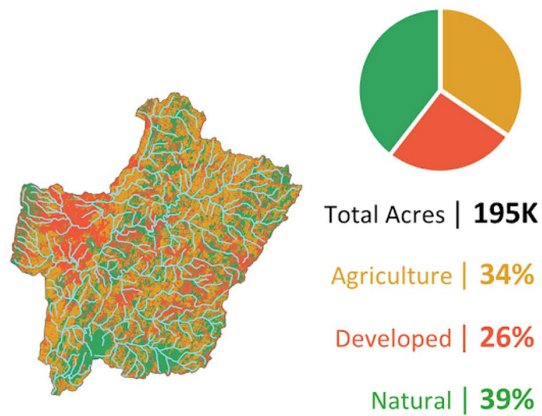 Total Acres | 195K
Agriculture | 34%
Developed | 26%
Natural | 39%